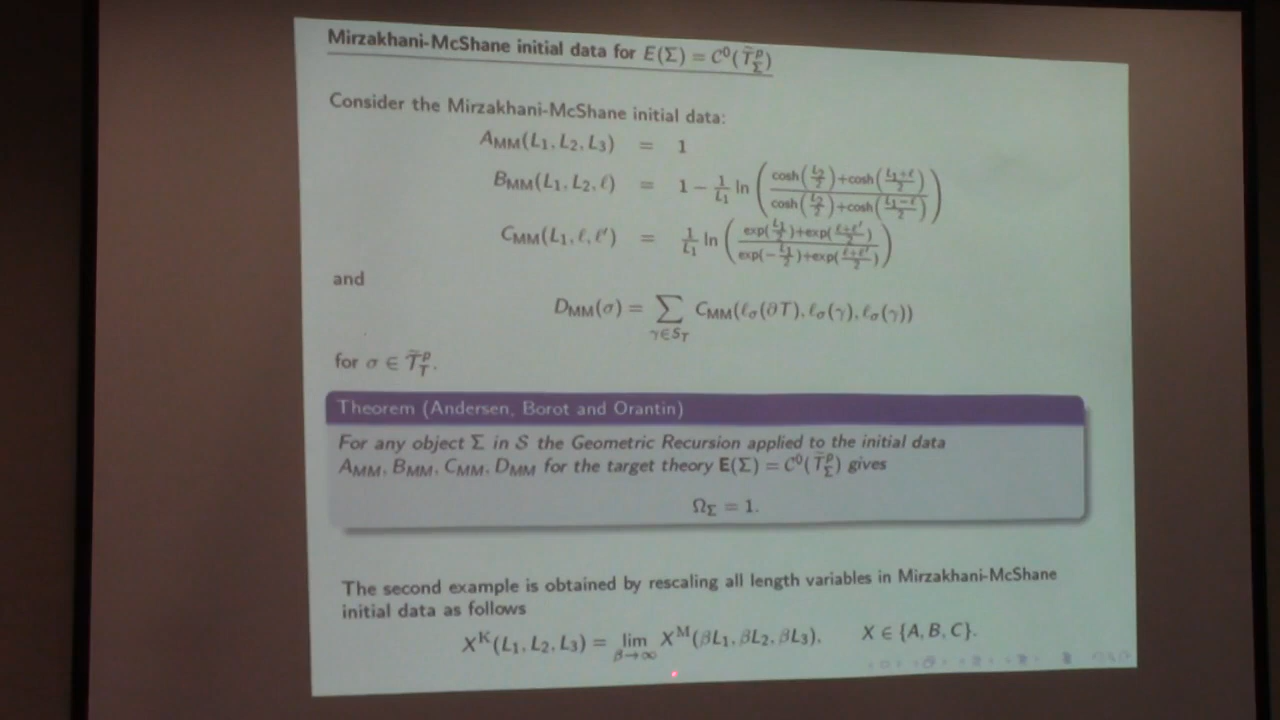 Mirzakhani-McShane initial data for E(Σ) = C⁰(T̃ᵖ_Σ)
Consider the Mirzakhani-McShane initial data:
A_MM(L₁, L₂, L₃) = 1
B_MM(L₁, L₂, ℓ) = 1 − 1/L₁ ln( (cosh(L₂/2)+cosh((L₁+ℓ)/2)) / (cosh(L₂/2)+cosh((L₁−ℓ)/2)) )
C_MM(L₁, ℓ, ℓ′) = 1/L₁ ln( (exp(L₁/2)+exp((ℓ+ℓ′)/2)) / (exp(−L₁/2)+exp((ℓ+ℓ′)/2)) )
and
D_MM(σ) = ∑_{γ∈S_T} C_MM(ℓ_σ(∂T), ℓ_σ(γ), ℓ_σ(γ))
for σ ∈ T̃ᵖ_T.
Theorem (Andersen, Borot and Orantin)
For any object Σ in S the Geometric Recursion applied to the initial data
A_MM, B_MM, C_MM, D_MM for the target theory E(Σ) = C⁰(T̃ᵖ_Σ) gives
Ω_Σ = 1.
The second example is obtained by rescaling all length variables in Mirzakhani-McShane
initial data as follows
X^K(L₁, L₂, L₃) = lim_{β→∞} X^M(βL₁, βL₂, βL₃), X ∈ {A, B, C}.